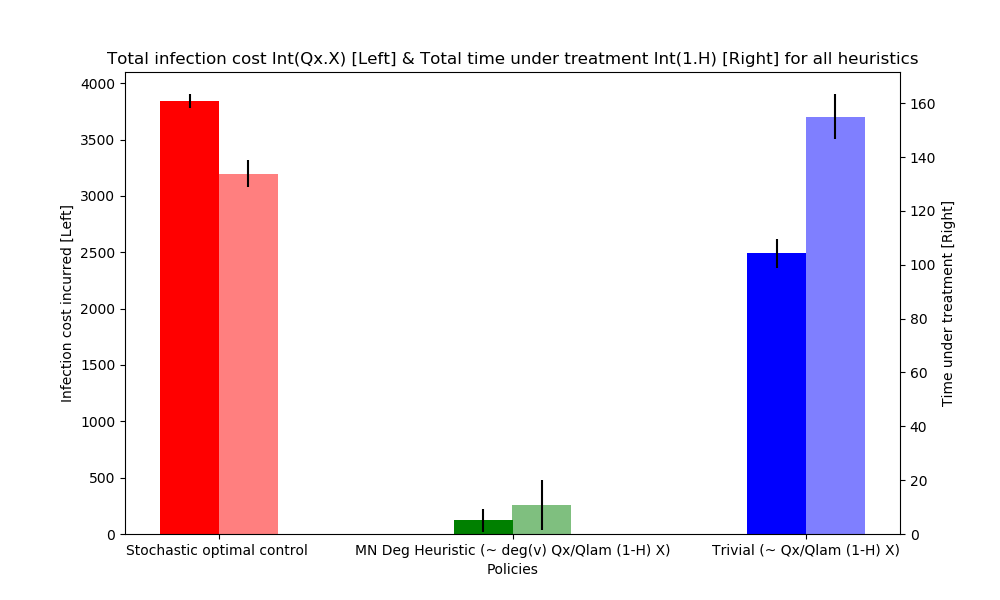 Total infection cost Int(Qx.X) [Left] & Total time under treatment Int(1.H) [Right] for all heuristics
4000
3500
3000
2500
2000
1500
1000
500
0
Infection cost incurred [Left]
160
140
120
100
80
60
40
20
0
Time under treatment [Right]
Stochastic optimal control
MN Deg Heuristic (~ deg(v) Qx/Qlam (1-H) X)
Trivial (~ Qx/Qlam (1-H) X)
Policies